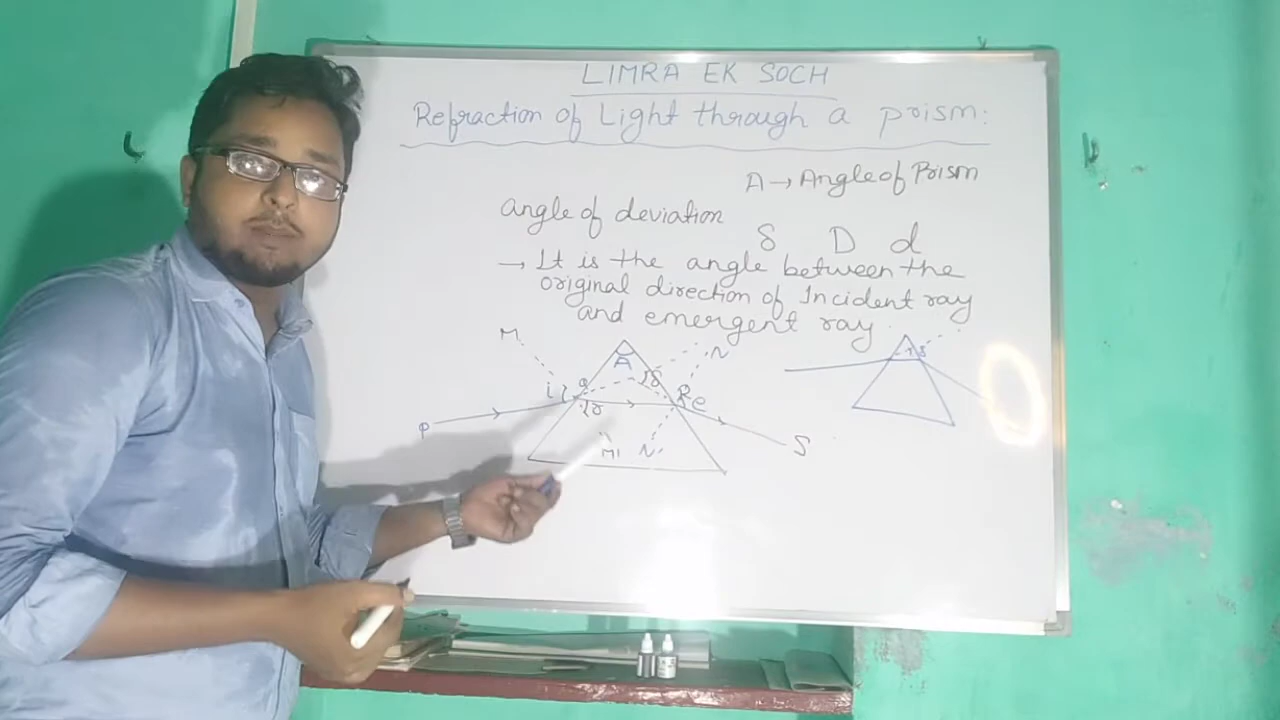 LIMRA EK SOCH
Refraction of Light through a prism:
A → Angle of Prism
angle of deviation
δ D d
→ It is the angle between the
original direction of Incident ray
and emergent ray.
M
N
A
δ
i
Q
r
R
e
P
S
M'
N'
δ